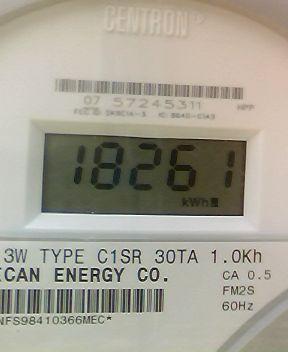 CENTRON
07 57245311
18261
kWh
3W TYPE C1SR 30TA 1.0Kh
CAN ENERGY CO.
CA 0.5
FM2S
60Hz
NFS98410366MEC*